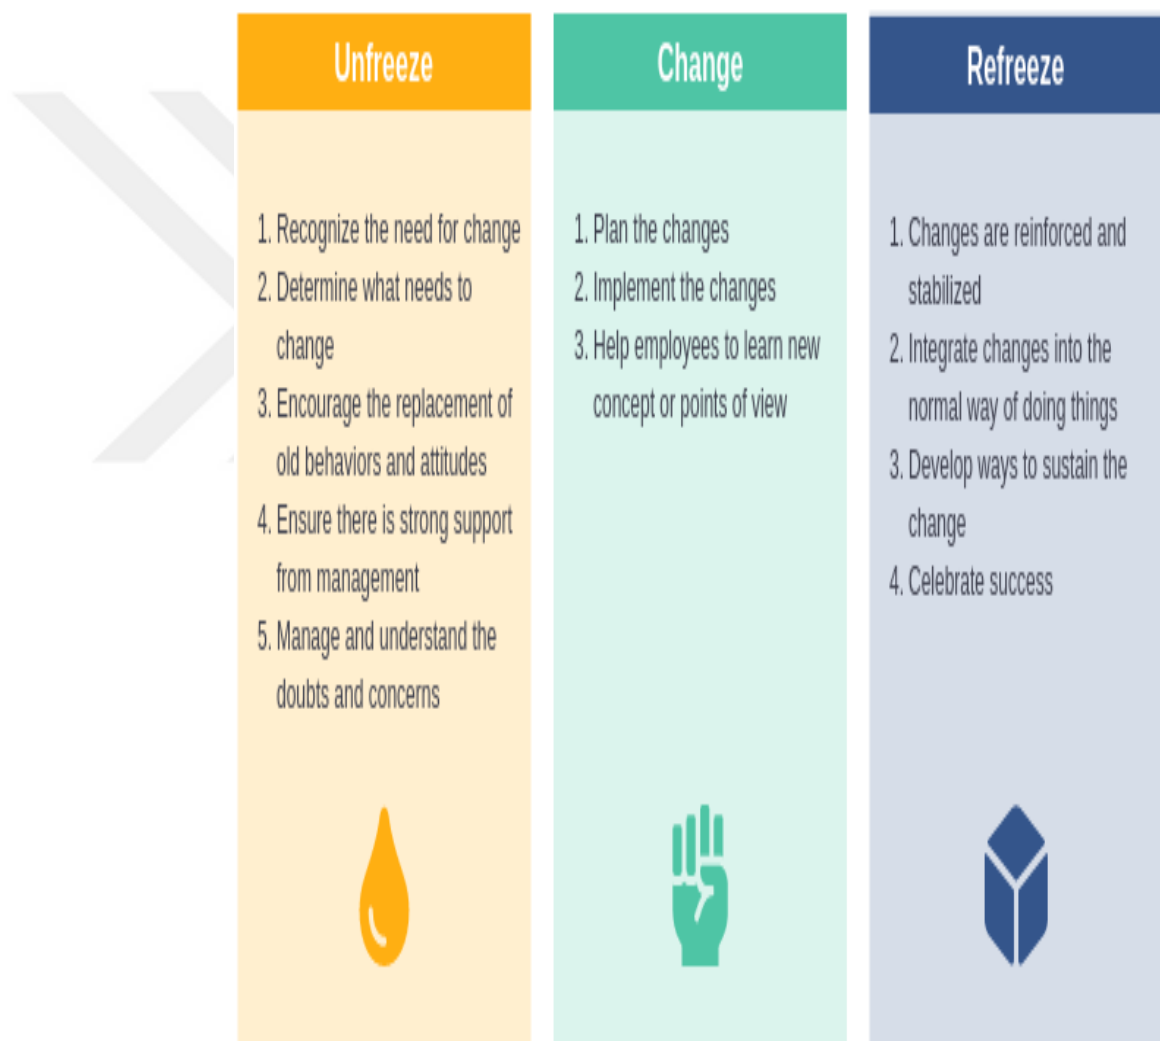 Unfreeze
1. Recognize the need for change
2. Determine what needs to
change
3. Encourage the replacement of
old behaviors and attitudes
4. Ensure there is strong support
from management
5. Manage and understand the
doubts and concerns
Change
1. Plan the changes
2. Implement the changes
3. Help employees to learn new
concept or points of view
Refreeze
1. Changes are reinforced and
stabilized
2. Integrate changes into the
normal way of doing things
3. Develop ways to sustain the
change
4. Celebrate success